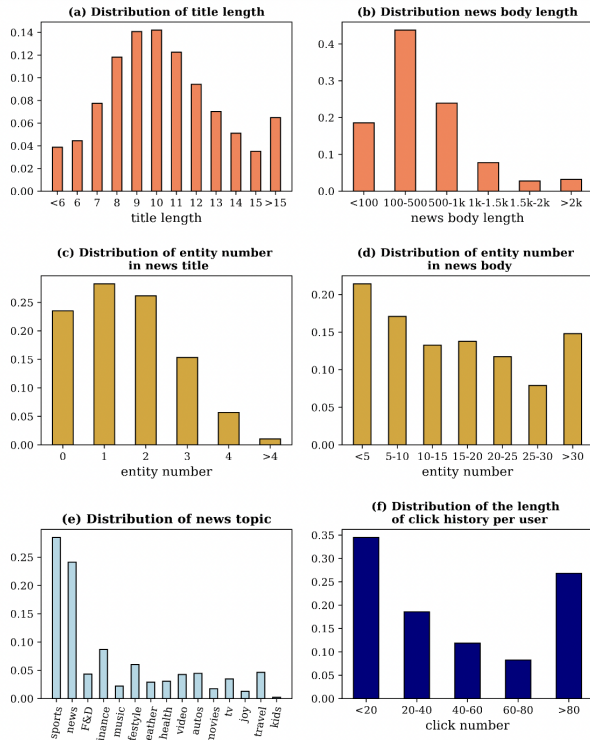 (a) Distribution of title length
0.14
0.12
0.10
0.08
0.06
0.04
0.02
0.00
<6 6 7 8 9 10 11 12 13 14 15 >15
title length
(b) Distribution news body length
0.4
0.3
0.2
0.1
0.0
<100 100-500 500-1k 1k-1.5k 1.5k-2k >2k
news body length
(c) Distribution of entity number
in news title
0.25
0.20
0.15
0.10
0.05
0.00
0 1 2 3 4 >4
entity number
(d) Distribution of entity number
in news body
0.20
0.15
0.10
0.05
0.00
<5 5-10 10-15 15-20 20-25 25-30 >30
entity number
(e) Distribution of news topic
0.25
0.20
0.15
0.10
0.05
0.00
sports
news
F&D
inance
music
festyle
eather
health
video
autos
movies
tv
joy
travel
kids
(f) Distribution of the length
of click history per user
0.35
0.30
0.25
0.20
0.15
0.10
0.05
0.00
<20 20-40 40-60 60-80 >80
click number